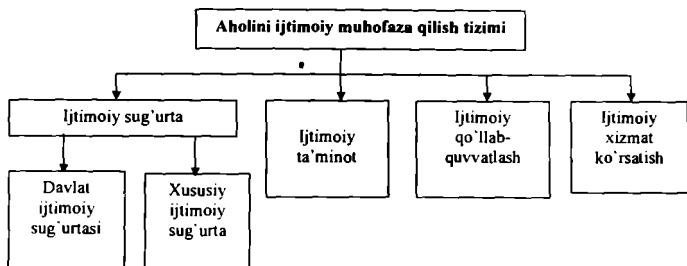 Aholini ijtimoiy muhofaza qilish tizimi
Ijtimoiy sug'urta
Ijtimoiy
ta'minot
Ijtimoiy
qo`llab-
quvvatlash
Ijtimoiy
xizmat
ko`rsatish
Davlat
ijtimoiy
sug'urtasi
Xususiy
ijtimoiy
sug'urta